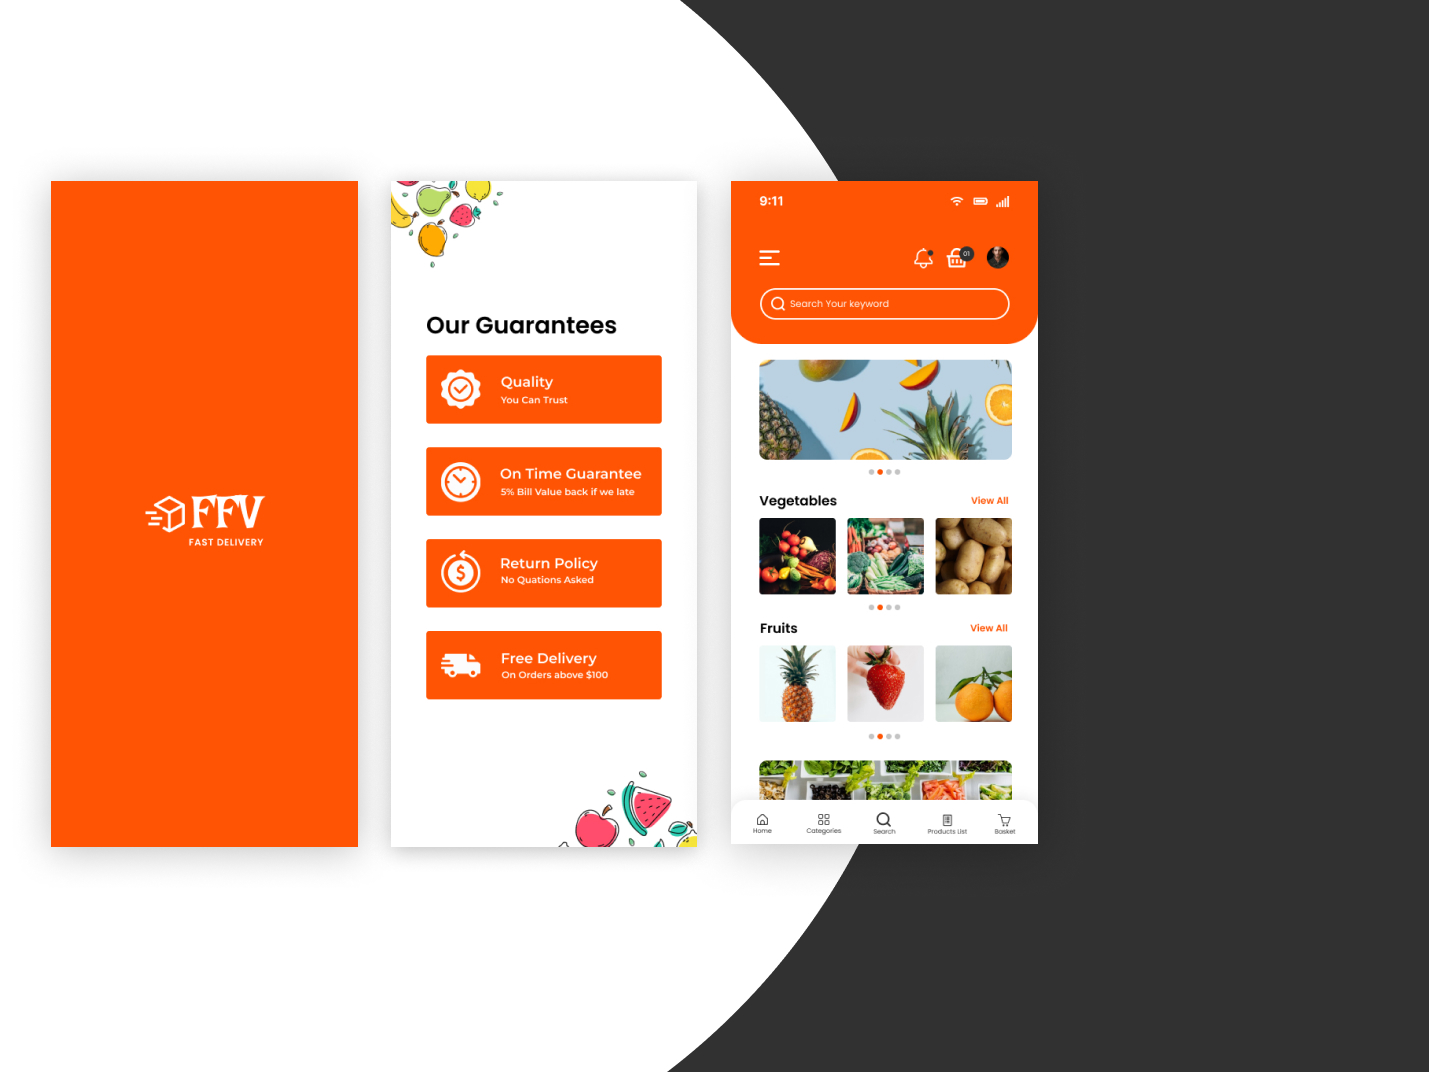 FFV
FAST DELIVERY
Our Guarantees
Quality
You Can Trust
On Time Guarantee
5% Bill Value back if we late
Return Policy
No Quations Asked
Free Delivery
On Orders above $100
9:11
01
Search Your keyword
Vegetables View All
Fruits View All
Home Categories Search Products List Basket